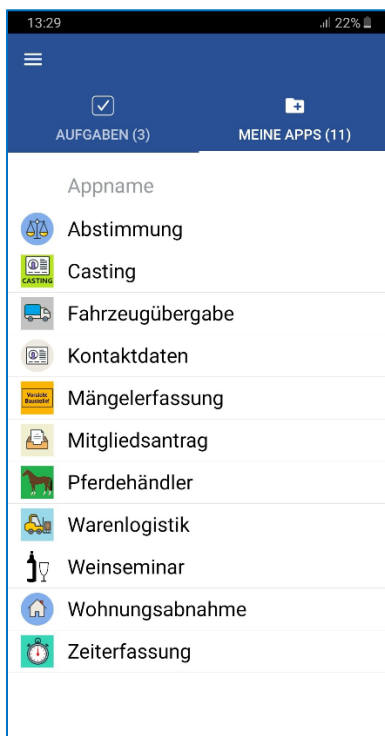 13:29 22%
AUFGABEN (3) MEINE APPS (11)
Appname
Abstimmung
CASTING Casting
Fahrzeugübergabe
Kontaktdaten
Vorsicht Baustelle! Mängelerfassung
Mitgliedsantrag
Pferdehändler
Warenlogistik
Weinseminar
Wohnungsabnahme
Zeiterfassung